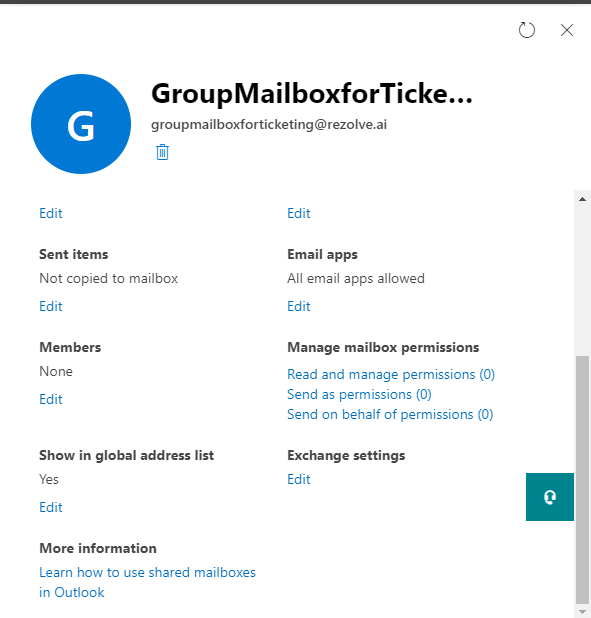 G
GroupMailboxforTicke...
groupmailboxforticketing@rezolve.ai
Edit
Edit
Sent items
Not copied to mailbox
Edit
Email apps
All email apps allowed
Edit
Members
None
Edit
Manage mailbox permissions
Read and manage permissions (0)
Send as permissions (0)
Send on behalf of permissions (0)
Show in global address list
Yes
Edit
Exchange settings
Edit
More information
Learn how to use shared mailboxes
in Outlook